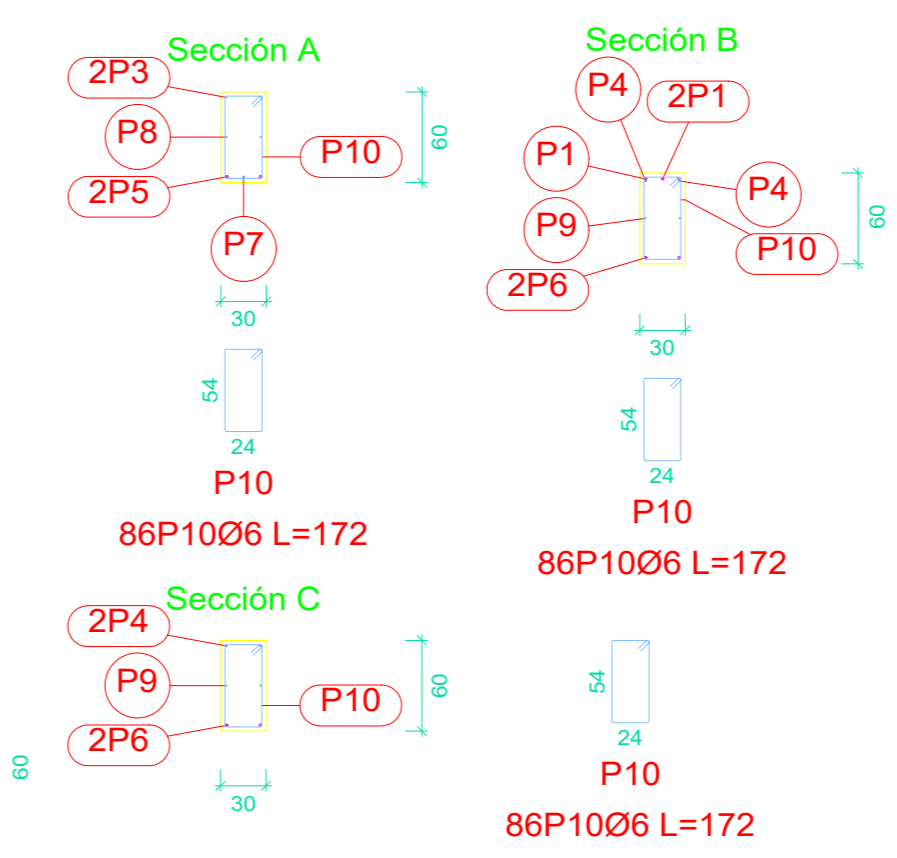 Sección A
2P3
P8
2P5
P10
P7
60
30
54
24
P10
86P10Ø6 L=172
Sección B
P4
2P1
P1
P4
P9
P10
2P6
60
30
54
24
P10
86P10Ø6 L=172
Sección C
2P4
P9
P10
2P6
60
30
60
54
24
P10
86P10Ø6 L=172